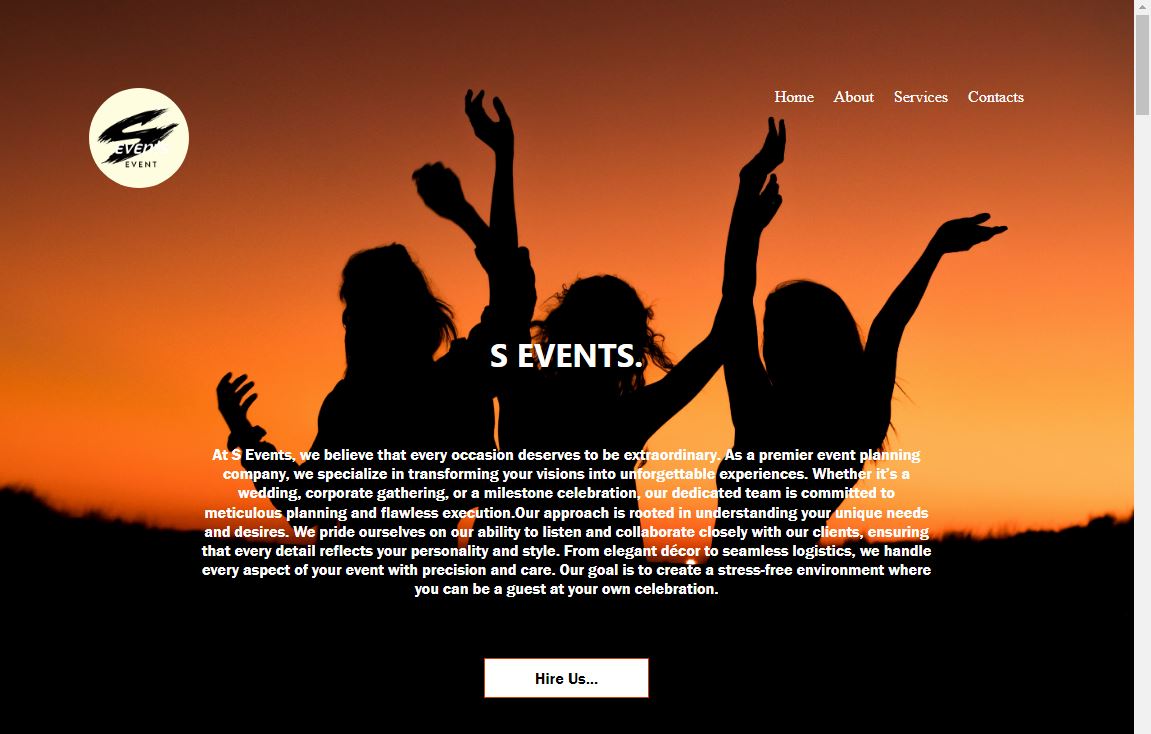 Home About Services Contacts
EVENTS
EVENT
S EVENTS.
At S Events, we believe that every occasion deserves to be extraordinary. As a premier event planning
company, we specialize in transforming your visions into unforgettable experiences. Whether it's a
wedding, corporate gathering, or a milestone celebration, our dedicated team is committed to
meticulous planning and flawless execution.Our approach is rooted in understanding your unique needs
and desires. We pride ourselves on our ability to listen and collaborate closely with our clients, ensuring
that every detail reflects your personality and style. From elegant décor to seamless logistics, we handle
every aspect of your event with precision and care. Our goal is to create a stress-free environment where
you can be a guest at your own celebration.
Hire Us...